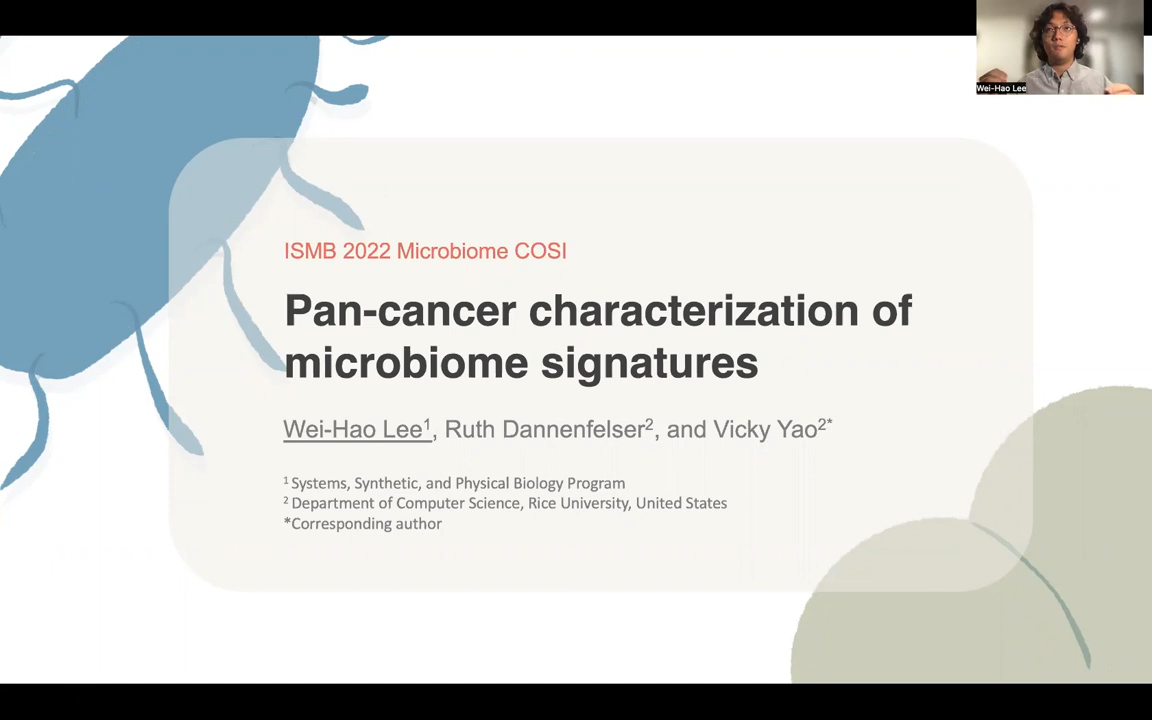 Wei-Hao Lee
ISMB 2022 Microbiome COSI
Pan-cancer characterization of
microbiome signatures
Wei-Hao Lee¹, Ruth Dannenfelser², and Vicky Yao²*
¹ Systems, Synthetic, and Physical Biology Program
² Department of Computer Science, Rice University, United States
*Corresponding author